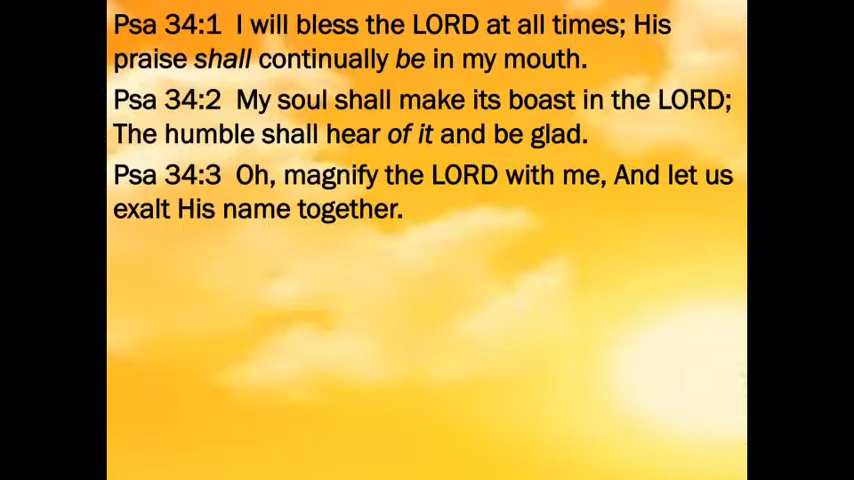 Psa 34:1  I will bless the LORD at all times; His
praise shall continually be in my mouth.
Psa 34:2  My soul shall make its boast in the LORD;
The humble shall hear of it and be glad.
Psa 34:3  Oh, magnify the LORD with me, And let us
exalt His name together.